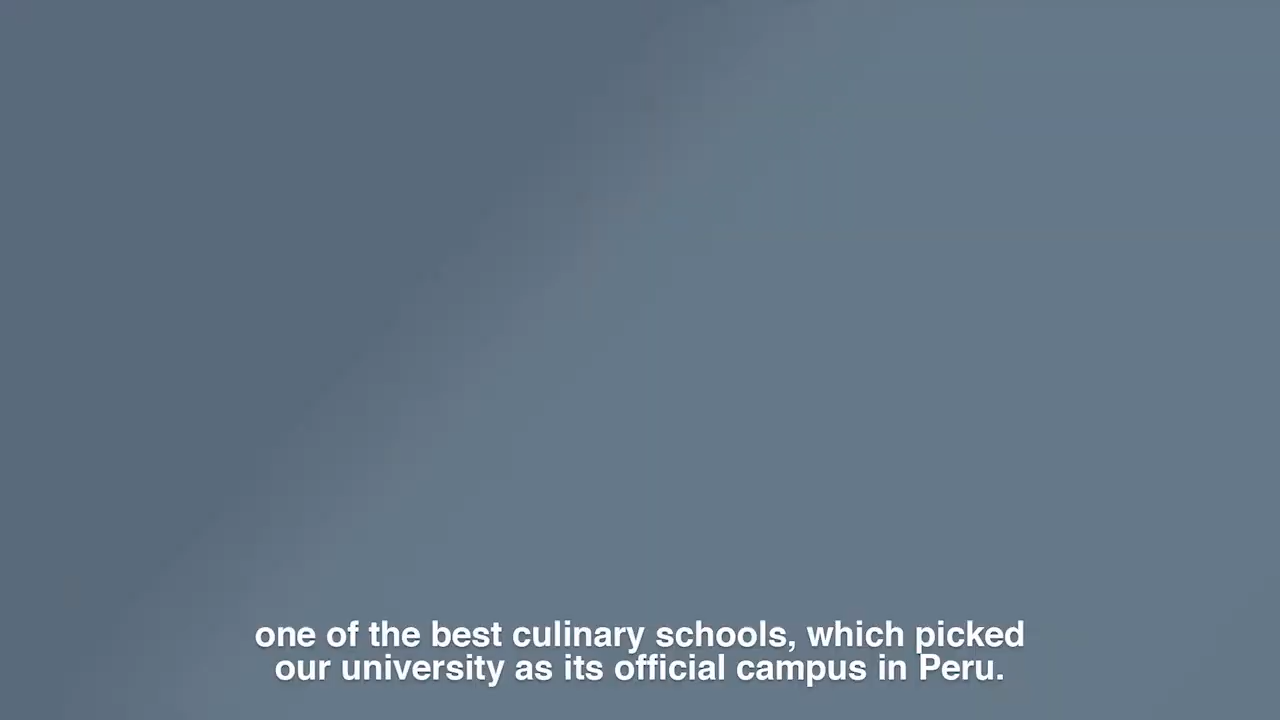 one of the best culinary schools, which picked
our university as its official campus in Peru.